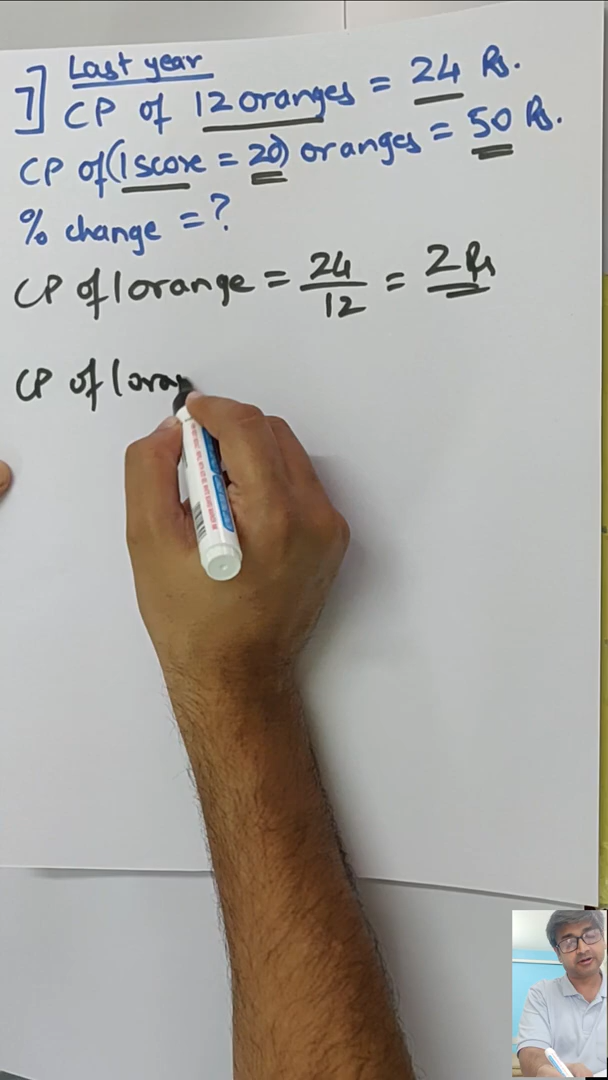 7] Last year
CP of 12 oranges = 24 Rs.
CP of (1 score = 20) oranges = 50 Rs.
% change = ?
CP of 1 orange = 24/12 = 2 Rs
CP of 1 oran